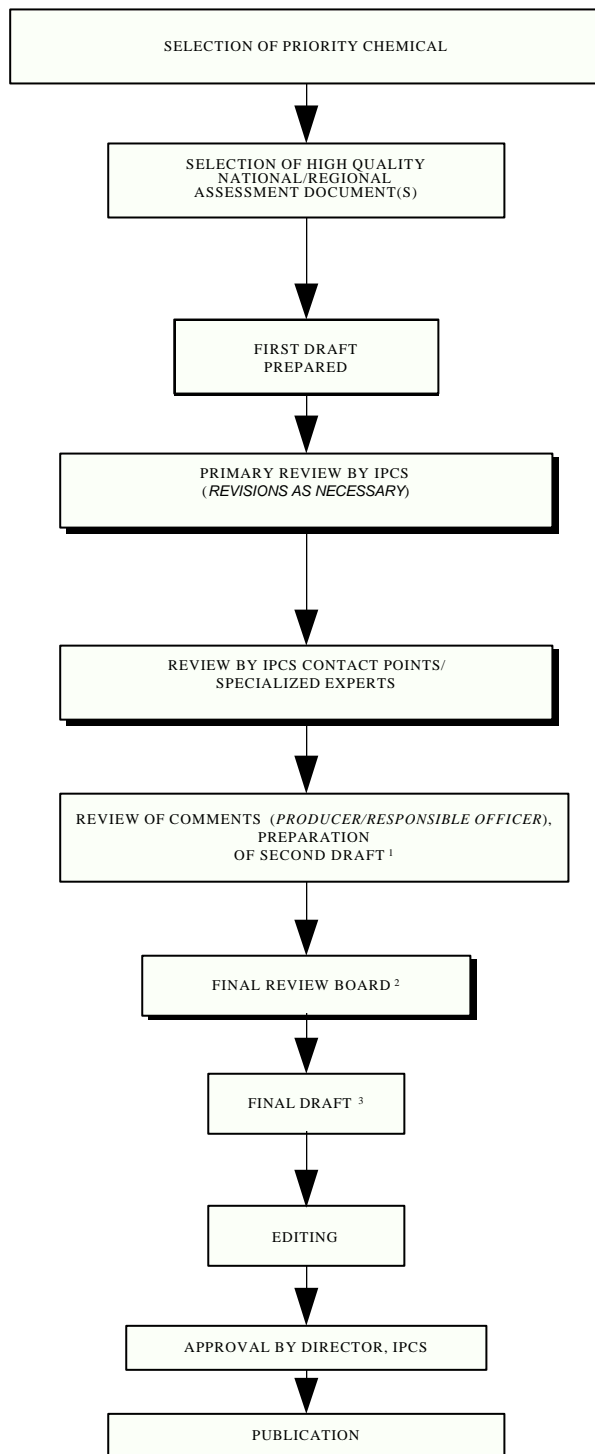 SELECTION OF PRIORITY CHEMICAL
SELECTION OF HIGH QUALITY
NATIONAL/REGIONAL
ASSESSMENT DOCUMENT(S)
FIRST DRAFT
PREPARED
PRIMARY REVIEW BY IPCS
(REVISIONS AS NECESSARY)
REVIEW BY IPCS CONTACT POINTS/
SPECIALIZED EXPERTS
REVIEW OF COMMENTS (PRODUCER/RESPONSIBLE OFFICER),
PREPARATION
OF SECOND DRAFT ¹
FINAL REVIEW BOARD ²
FINAL DRAFT ³
EDITING
APPROVAL BY DIRECTOR, IPCS
PUBLICATION